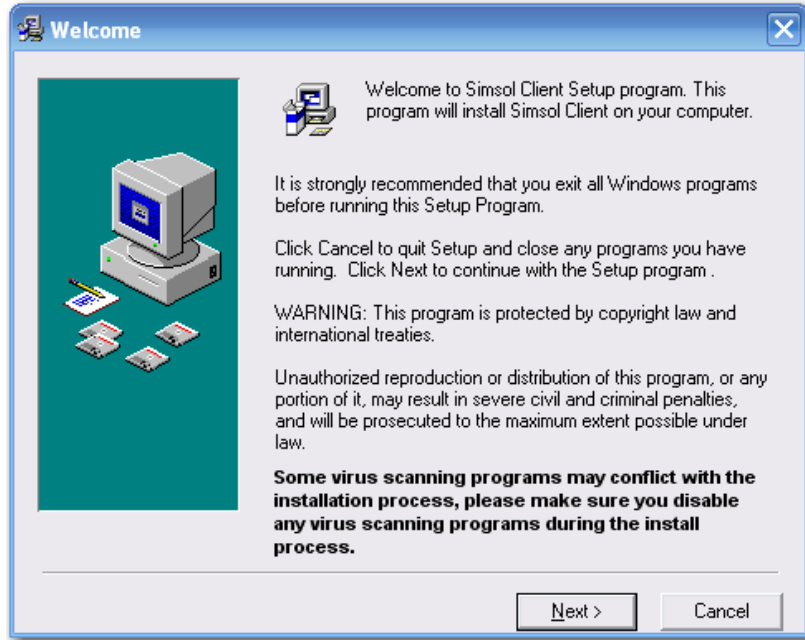 Welcome
Welcome to Simsol Client Setup program. This
program will install Simsol Client on your computer.
It is strongly recommended that you exit all Windows programs
before running this Setup Program.
Click Cancel to quit Setup and close any programs you have
running. Click Next to continue with the Setup program .
WARNING: This program is protected by copyright law and
international treaties.
Unauthorized reproduction or distribution of this program, or any
portion of it, may result in severe civil and criminal penalties,
and will be prosecuted to the maximum extent possible under
law.
Some virus scanning programs may conflict with the
installation process, please make sure you disable
any virus scanning programs during the install
process.
Next >
Cancel